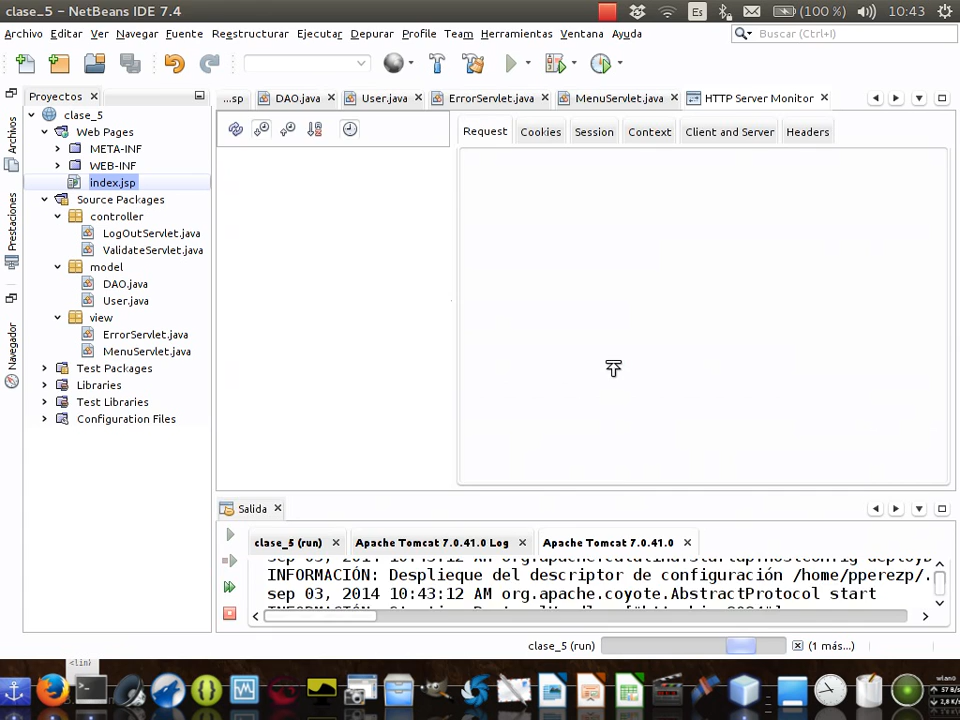 clase_5 - NetBeans IDE 7.4
Es
(100 %)
10:43
Archivo Editar Ver Navegar Fuente Reestructurar Ejecutar Depurar Profile Team Herramientas Ventana Ayuda
Buscar (Ctrl+I)
Proyectos
...sp DAO.java User.java ErrorServlet.java MenuServlet.java HTTP Server Monitor
Archivos
Prestaciones
Navegador
clase_5
Web Pages
META-INF
WEB-INF
index.jsp
Source Packages
controller
LogOutServlet.java
ValidateServlet.java
model
DAO.java
User.java
view
ErrorServlet.java
MenuServlet.java
Test Packages
Libraries
Test Libraries
Configuration Files
Request Cookies Session Context Client and Server Headers
Salida
clase_5 (run) Apache Tomcat 7.0.41.0 Log Apache Tomcat 7.0.41.0
INFORMACIÓN: Desplieque del descriptor de configuración /home/pperezp/.
sep 03, 2014 10:43:12 AM org.apache.coyote.AbstractProtocol start
clase_5 (run)
(1 más...)
wlan0
57 B/s
2,8 K/s